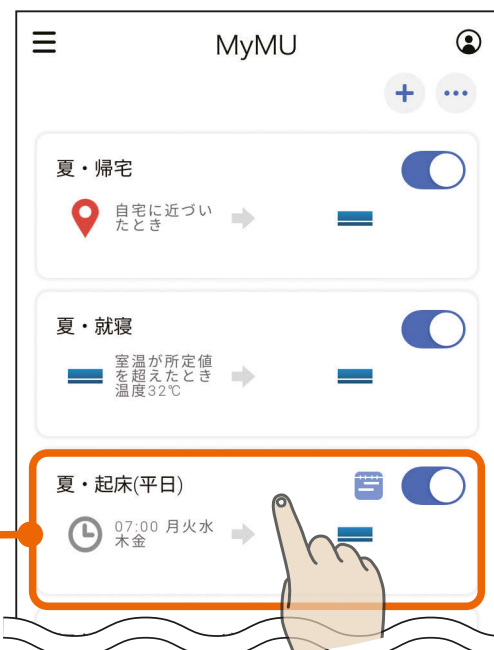 MyMU
夏・帰宅
自宅に近づい
たとき
夏・就寝
室温が所定値
を超えたとき
温度32℃
夏・起床(平日)
07:00 月火水
木金